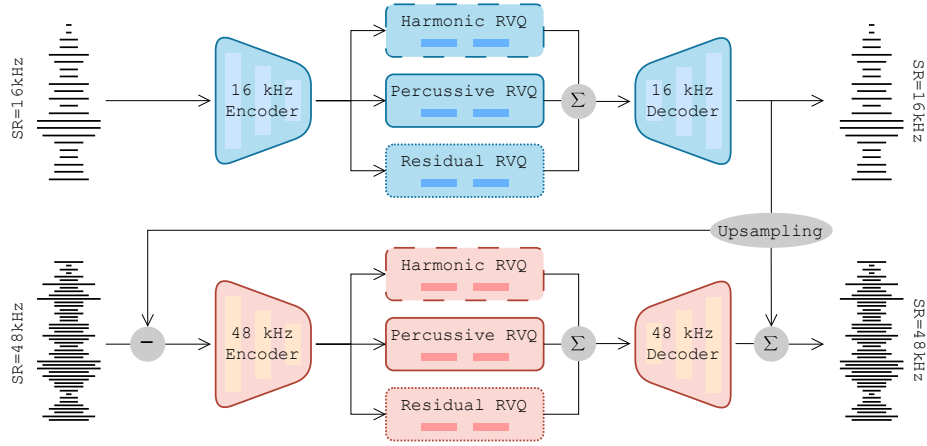 SR=16kHz
16 kHz
Encoder
Harmonic RVQ
Percussive RVQ
Residual RVQ
Σ
16 kHz
Decoder
SR=16kHz
Upsampling
SR=48kHz
−
48 kHz
Encoder
Harmonic RVQ
Percussive RVQ
Residual RVQ
Σ
48 kHz
Decoder
Σ
SR=48kHz